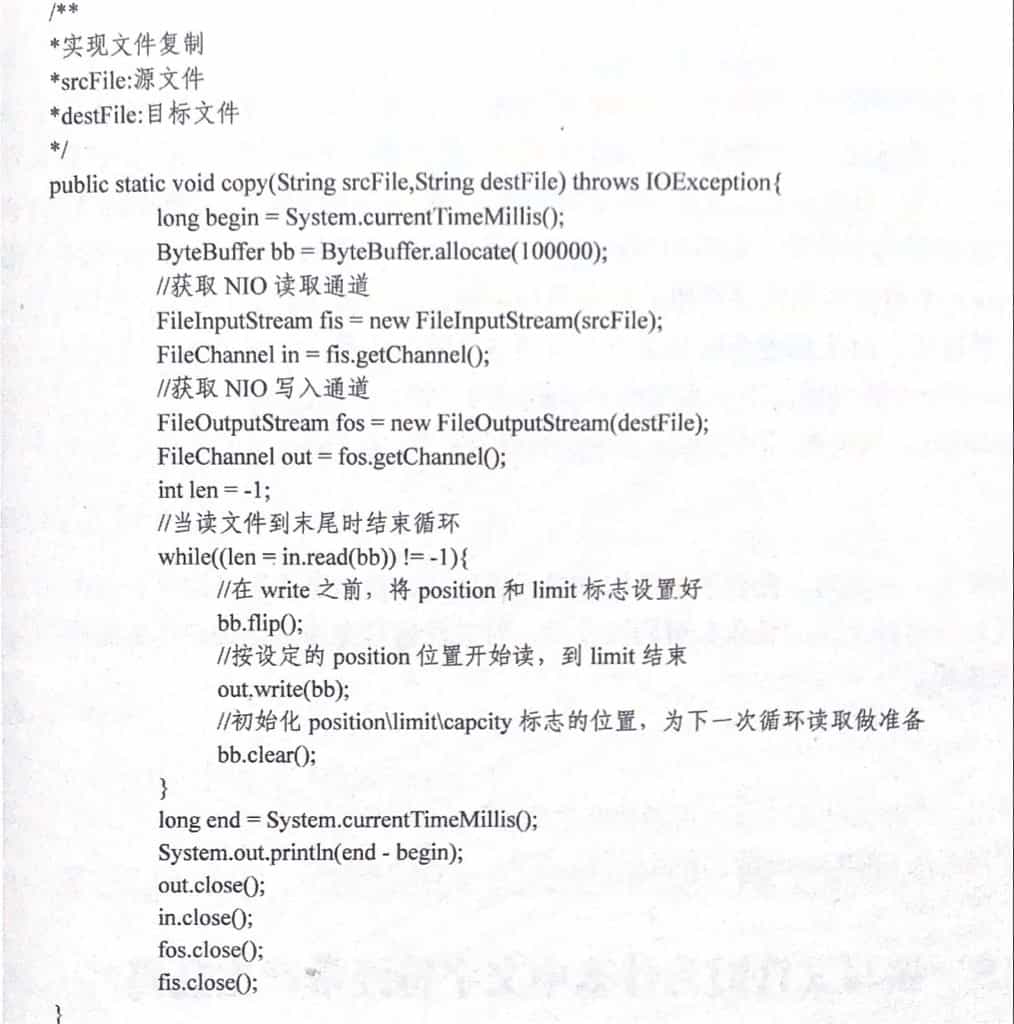 /**
*实现文件复制
*srcFile:源文件
*destFile:目标文件
*/
public static void copy(String srcFile,String destFile) throws IOException{
long begin = System.currentTimeMillis();
ByteBuffer bb = ByteBuffer.allocate(100000);
//获取 NIO 读取通道
FileInputStream fis = new FileInputStream(srcFile);
FileChannel in = fis.getChannel();
//获取 NIO 写入通道
FileOutputStream fos = new FileOutputStream(destFile);
FileChannel out = fos.getChannel();
int len = -1;
//当读文件到末尾时结束循环
while((len = in.read(bb)) != -1){
//在 write 之前，将 position 和 limit 标志设置好
bb.flip();
//按设定的 position 位置开始读，到 limit 结束
out.write(bb);
//初始化 position\limit\capcity 标志的位置，为下一次循环读取做准备
bb.clear();
}
long end = System.currentTimeMillis();
System.out.println(end - begin);
out.close();
in.close();
fos.close();
fis.close();
}